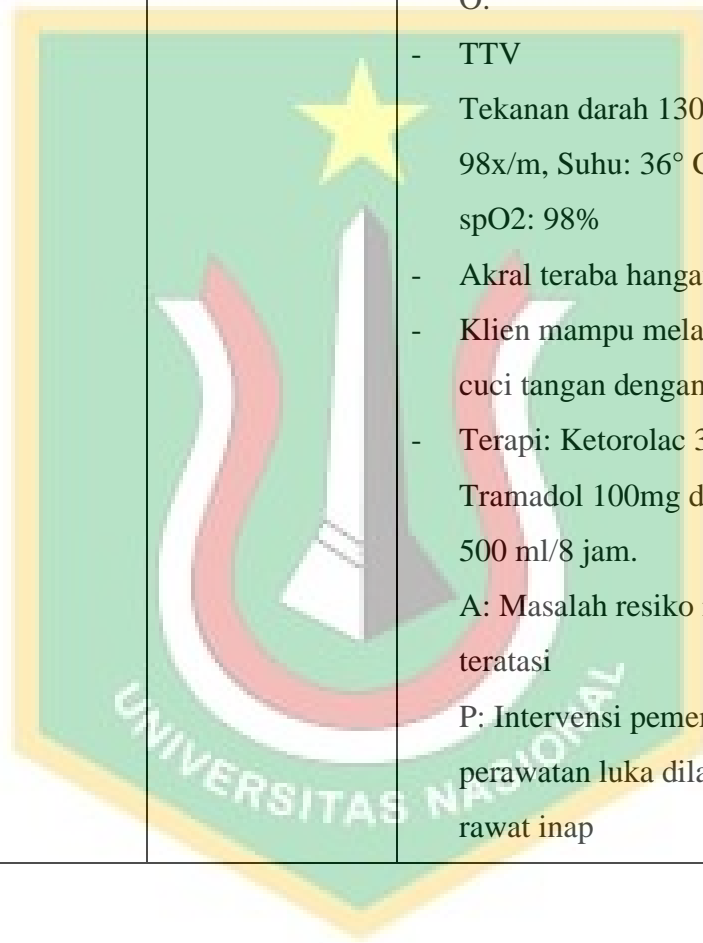 O:
- TTV
Tekanan darah 130
98x/m, Suhu: 36° C
spO2: 98%
- Akral teraba hanga
- Klien mampu mela
cuci tangan dengan
- Terapi: Ketorolac 3
Tramadol 100mg d
500 ml/8 jam.
A: Masalah resiko
teratasi
P: Intervensi pemer
perawatan luka dila
rawat inap
UNIVERSITAS NASIONAL